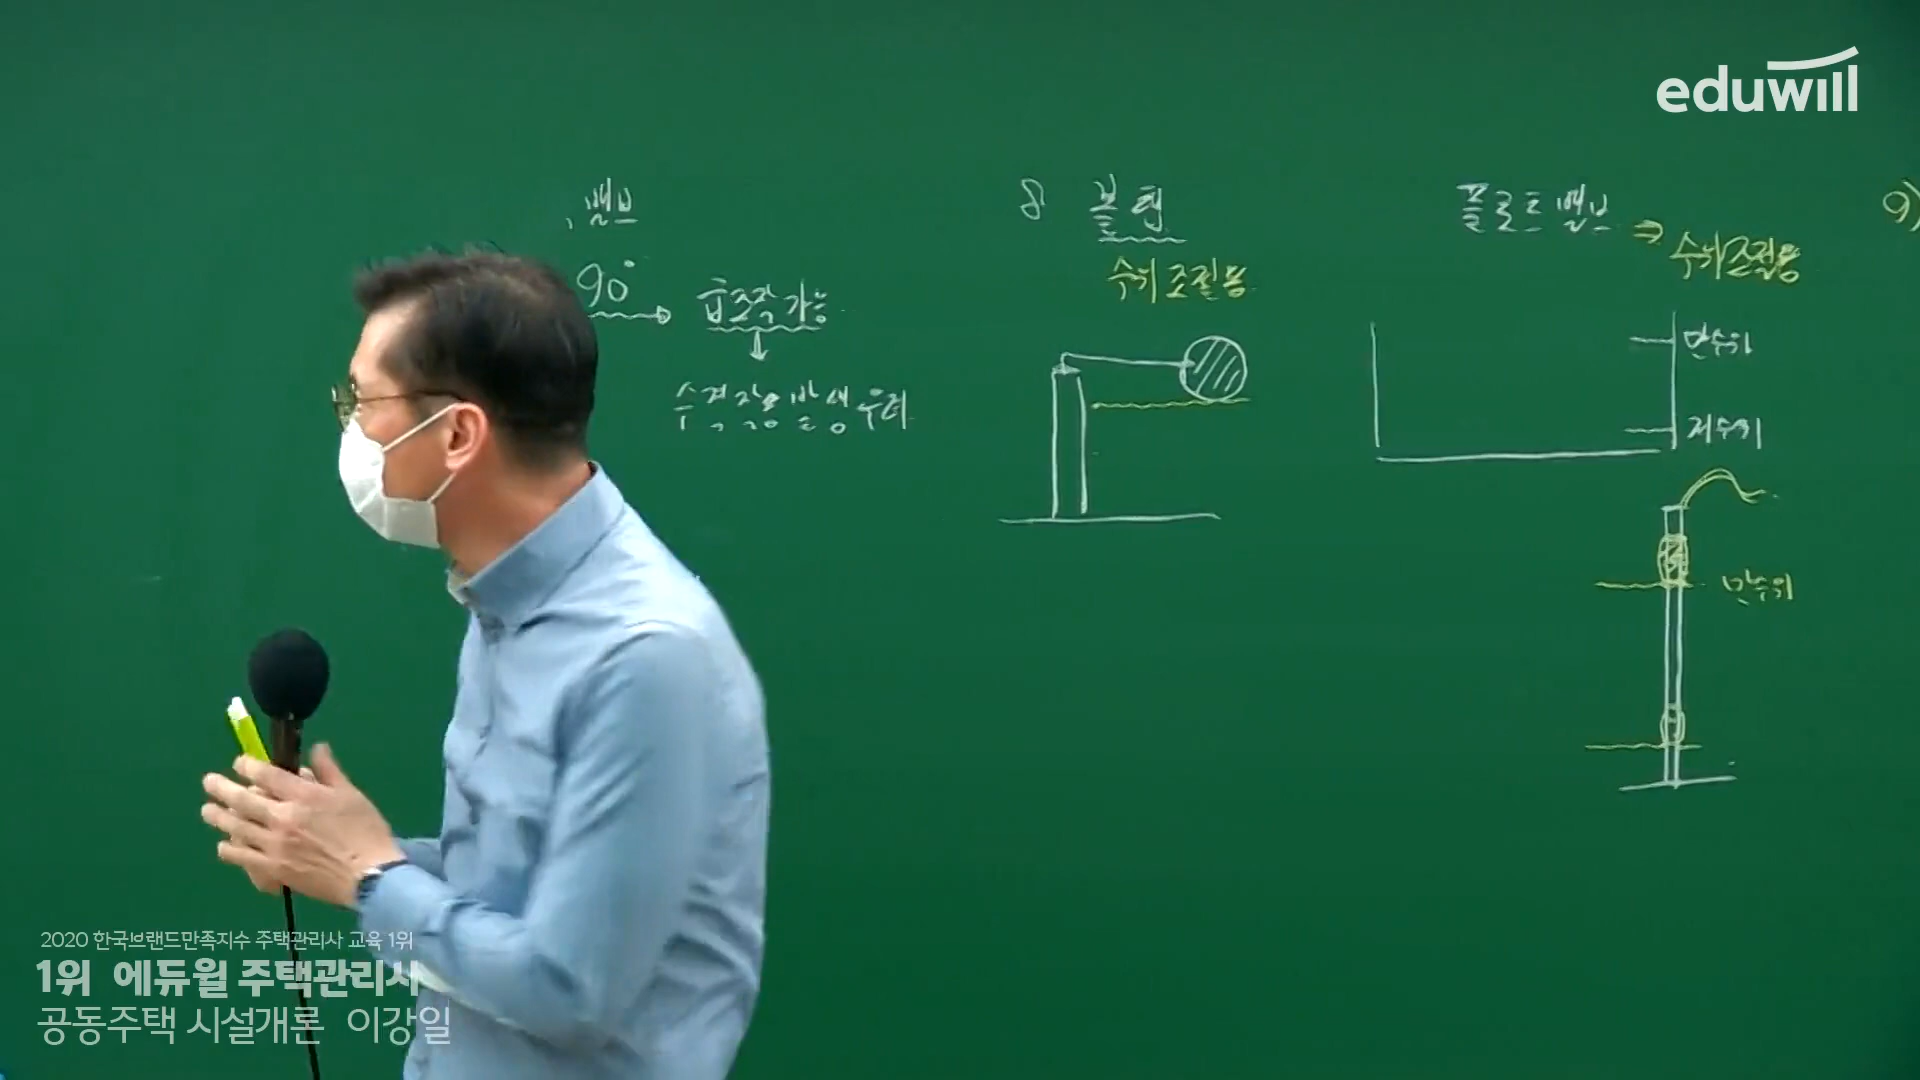 eduwill
밸브
90°
급조작 가능
수격작용 발생 우려
8 볼탭
수위조절용
플로트밸브 ⇒ 수위조절용
만수위
저수위
만수위
9)
2020 한국브랜드만족지수 주택관리사 교육 1위
1위 에듀윌 주택관리사
공동주택 시설개론 이강일